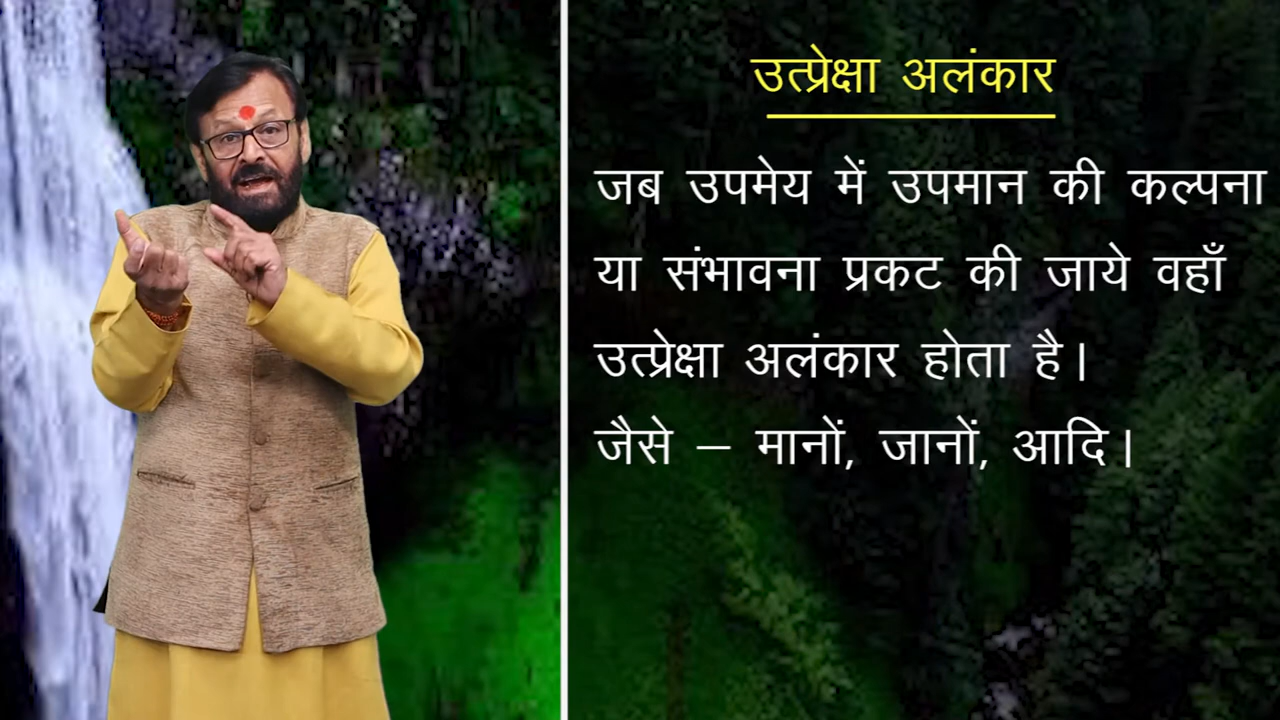 उत्प्रेक्षा अलंकार
जब उपमेय में उपमान की कल्पना
या संभावना प्रकट की जाये वहाँ
उत्प्रेक्षा अलंकार होता है।
जैसे – मानों, जानों, आदि।